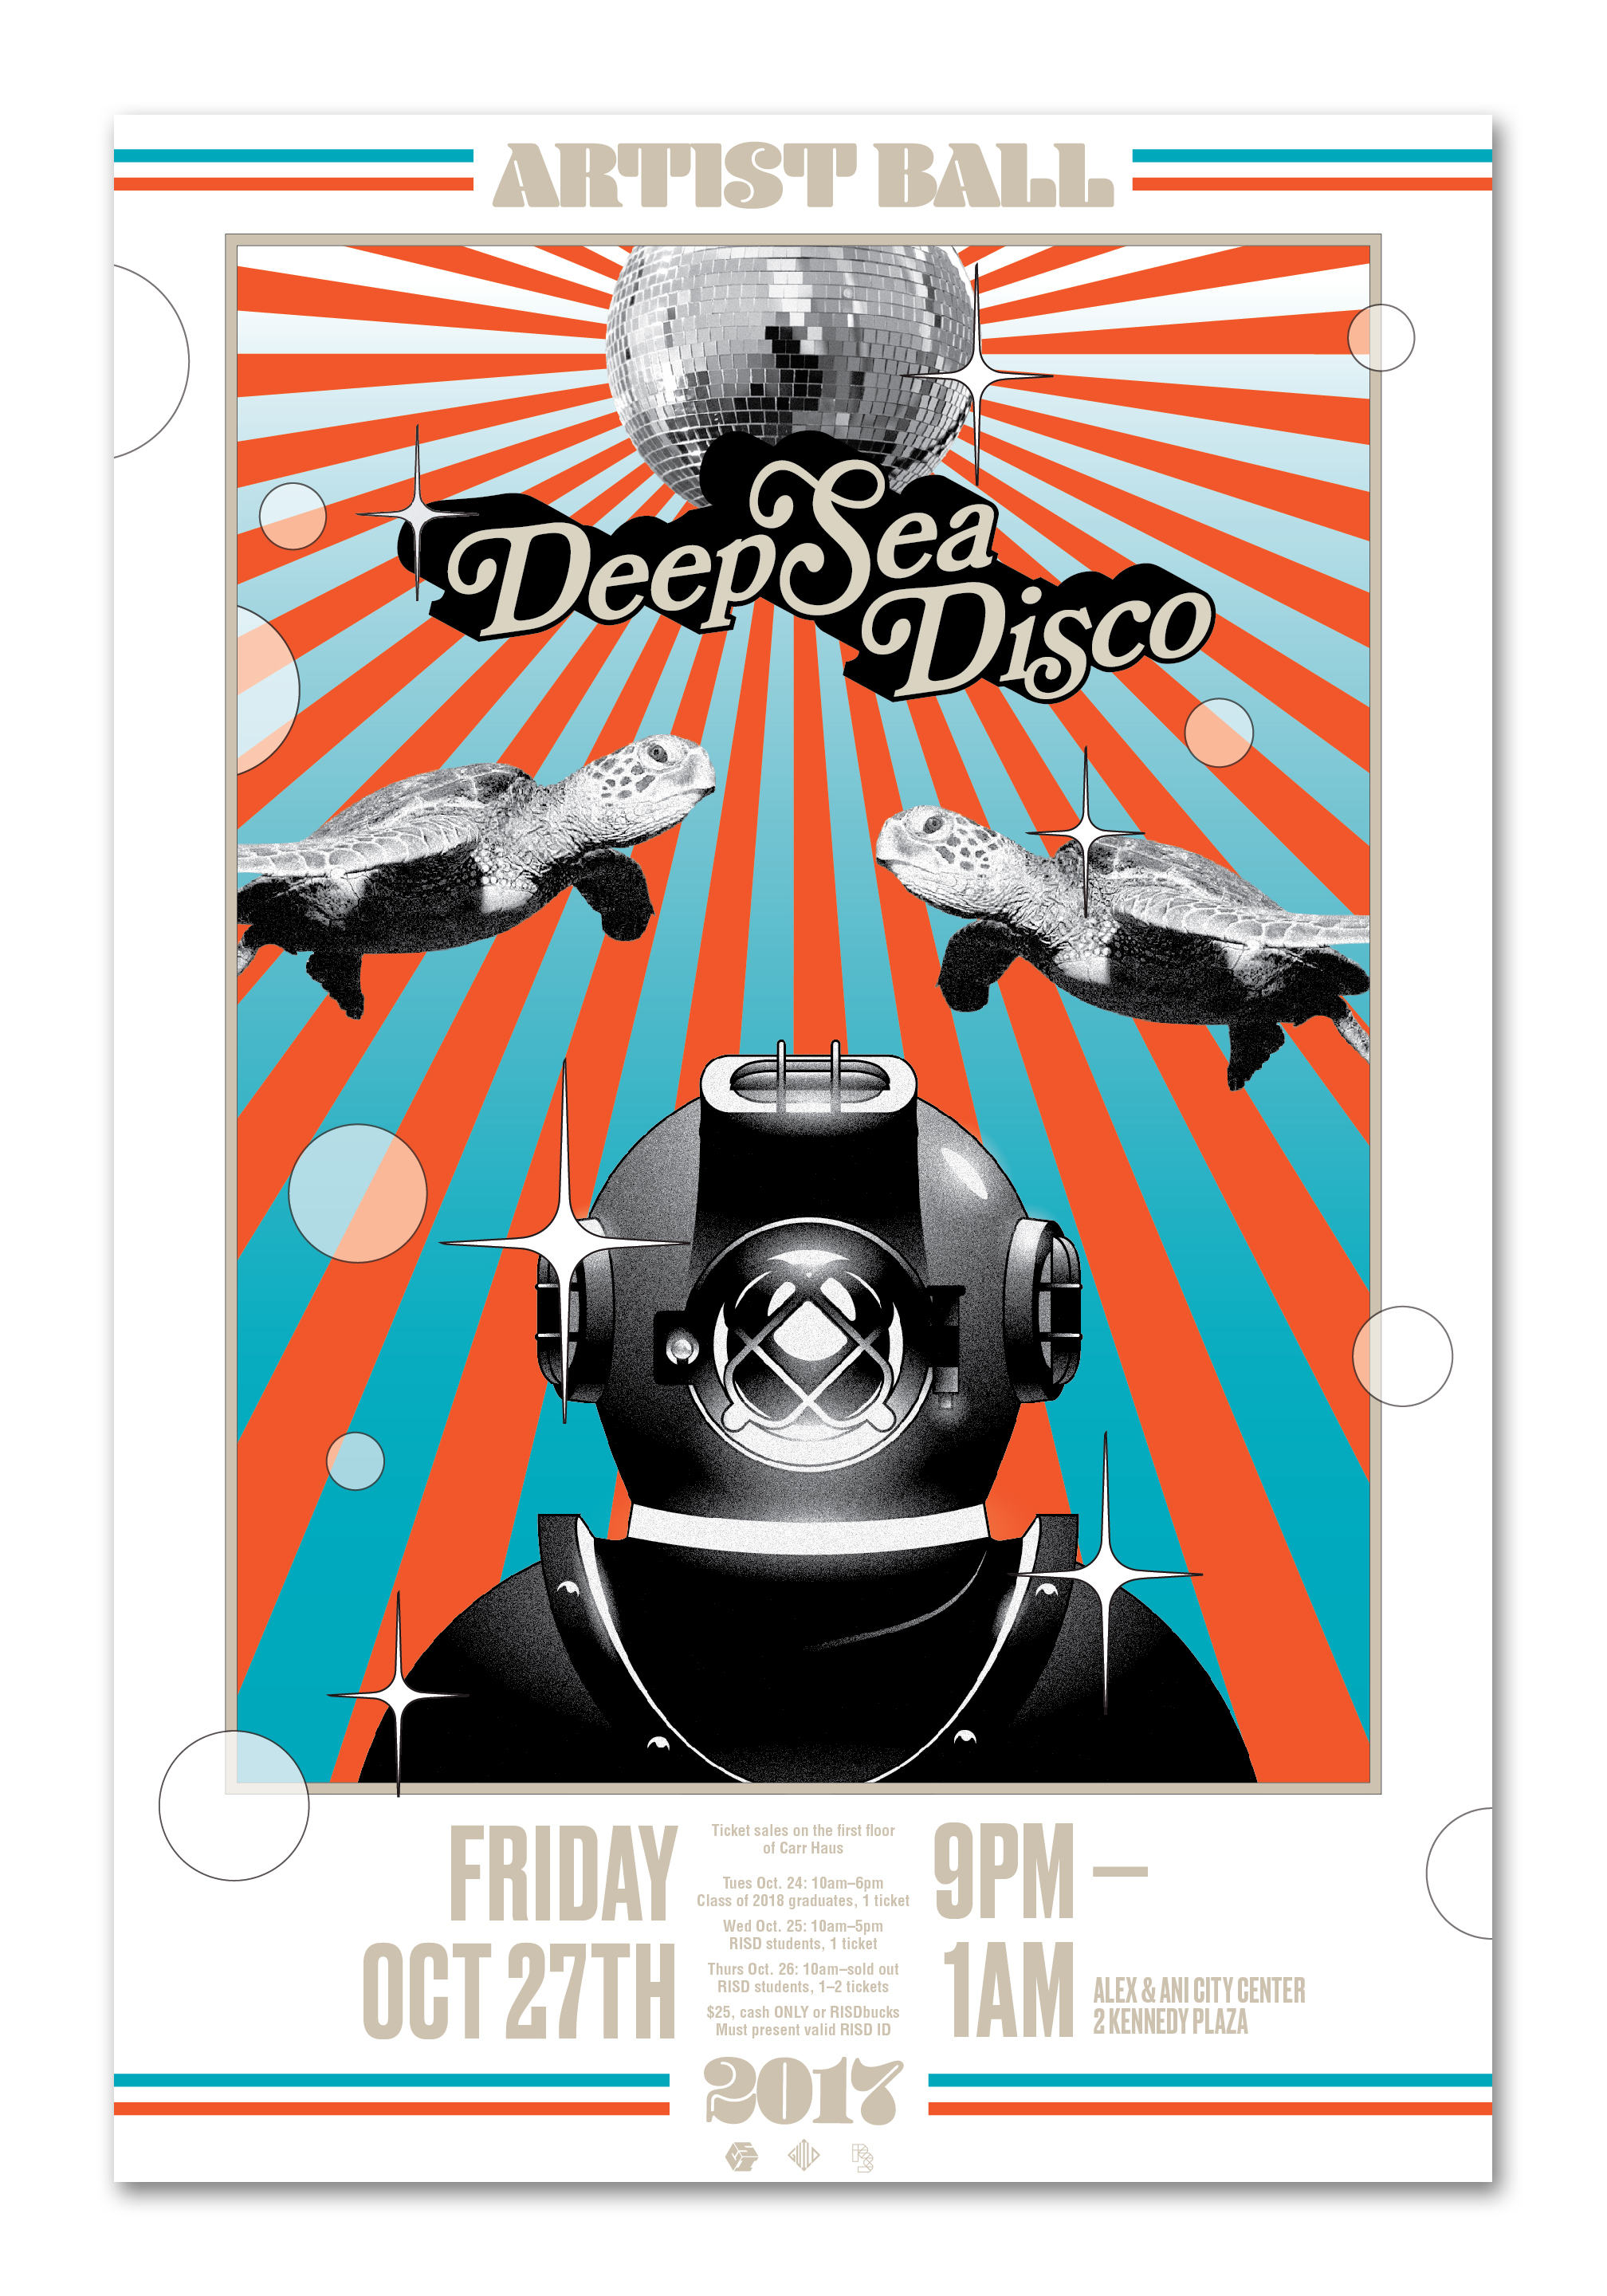 ARTIST BALL
Deep Sea
Disco
FRIDAY
OCT 27TH
Ticket sales on the first floor
of Carr Haus
Tues Oct. 24: 10am–6pm
Class of 2018 graduates, 1 ticket
Wed Oct. 25: 10am–5pm
RISD students, 1 ticket
Thurs Oct. 26: 10am–sold out
RISD students, 1–2 tickets
$25, cash ONLY or RISDbucks
Must present valid RISD ID
9PM —
1AM
ALEX & ANI CITY CENTER
2 KENNEDY PLAZA
2017
GUILD